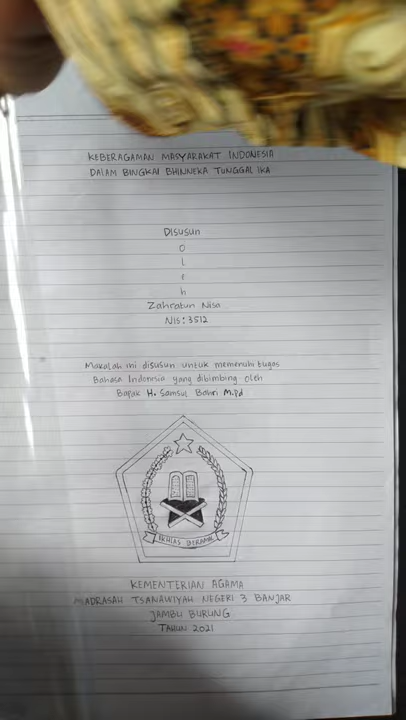 KEBERAGAMAN MASYARAKAT INDONESIA
DALAM BINGKAI BHINNEKA TUNGGAL IKA
Disusun
O
l
e
h
Zahratun Nisa
NIS: 3512
Makalah ini disusun untuk memenuhi tugas
Bahasa Indonesia yang dibimbing oleh
Bapak H. Samsul Bahri M.Pd
IKHLAS BERAMAL
KEMENTERIAN AGAMA
MADRASAH TSANAWIYAH NEGERI 3 BANJAR
JAMBU BURUNG
TAHUN 2021